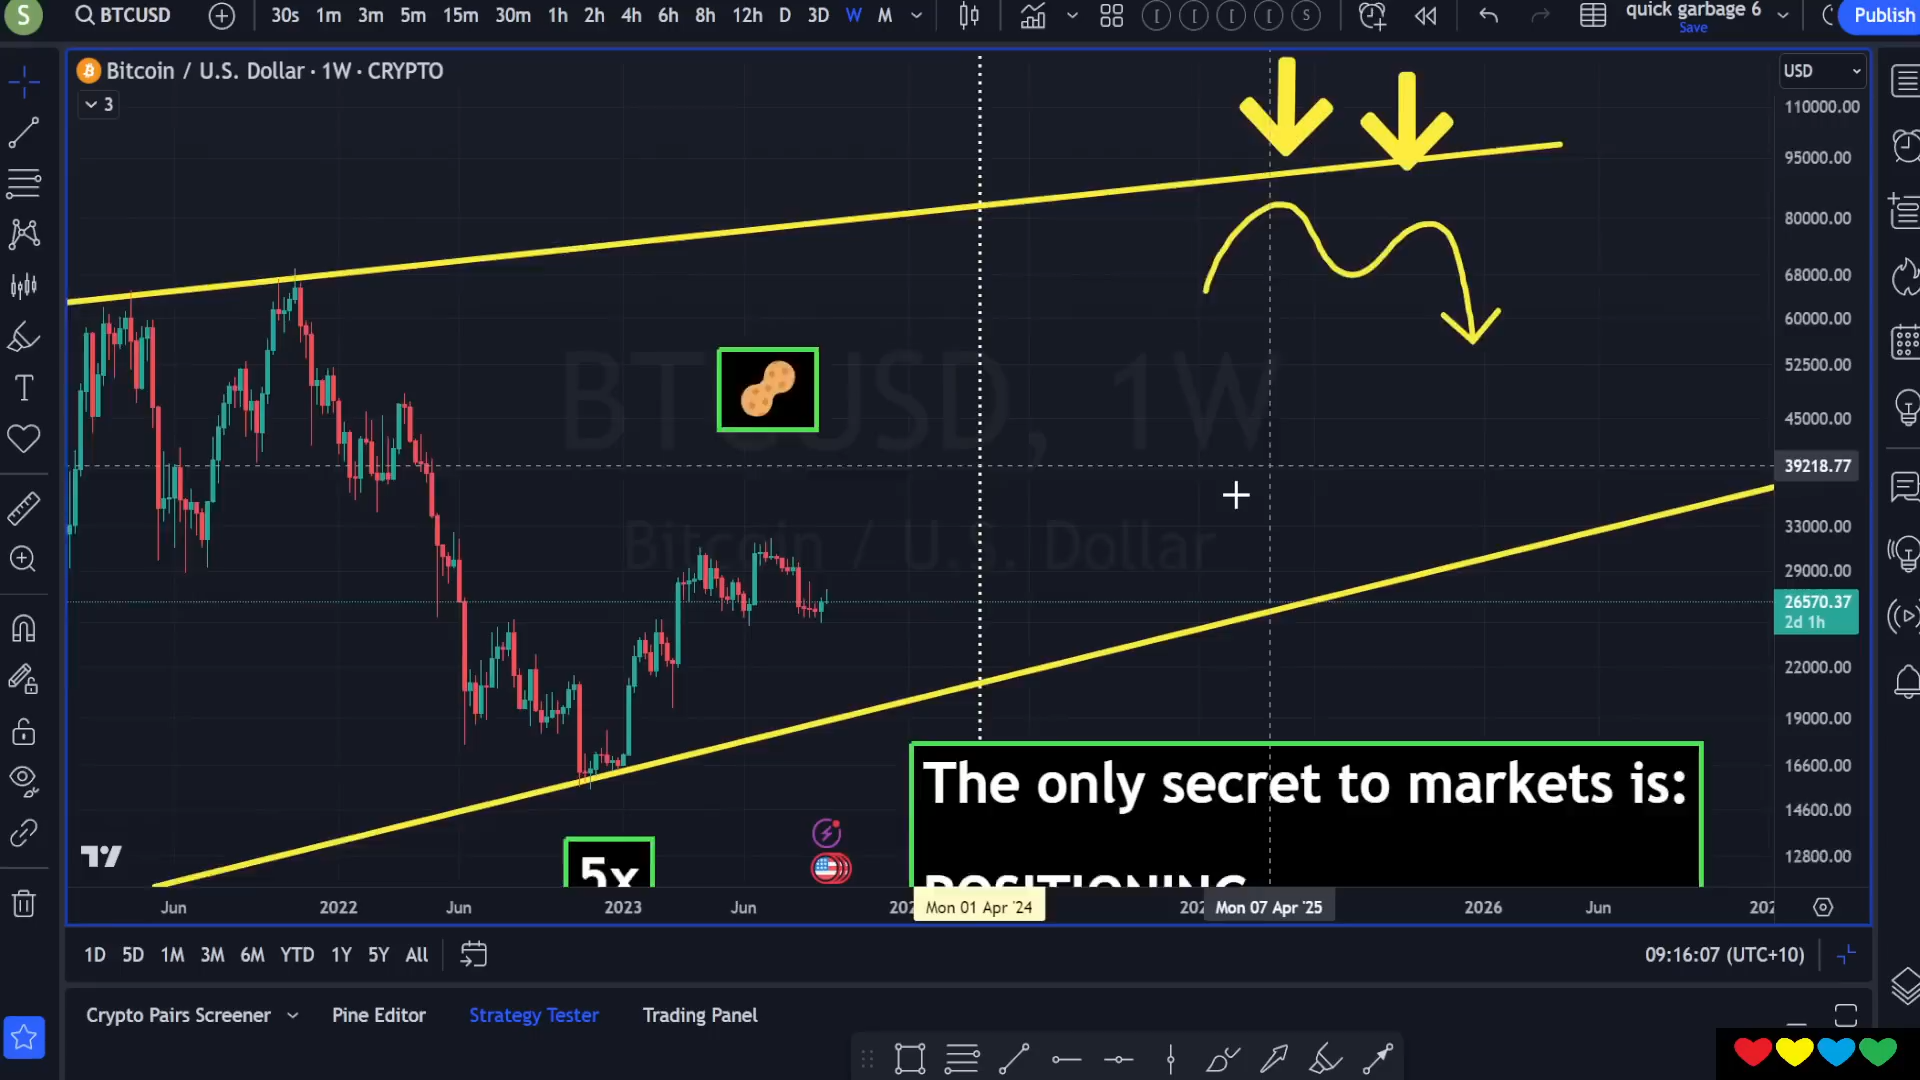 S
BTCUSD
30s 1m 3m 5m 15m 30m 1h 2h 4h 6h 8h 12h D 3D W M
[ [ [ [ S
quick garbage 6
Save
Publish
Bitcoin / U.S. Dollar · 1W · CRYPTO
3
USD
110000.00
95000.00
80000.00
68000.00
60000.00
52500.00
45000.00
39218.77
33000.00
29000.00
26570.37
2d 1h
22000.00
19000.00
16600.00
14600.00
12800.00
BTCUSD, 1W
Bitcoin / U.S. Dollar
The only secret to markets is:
POSITIONING
5x
Jun 2022 Jun 2023 Jun Mon 01 Apr '24 Mon 07 Apr '25 2026 Jun
1D 5D 1M 3M 6M YTD 1Y 5Y All
09:16:07 (UTC+10)
Crypto Pairs Screener Pine Editor Strategy Tester Trading Panel